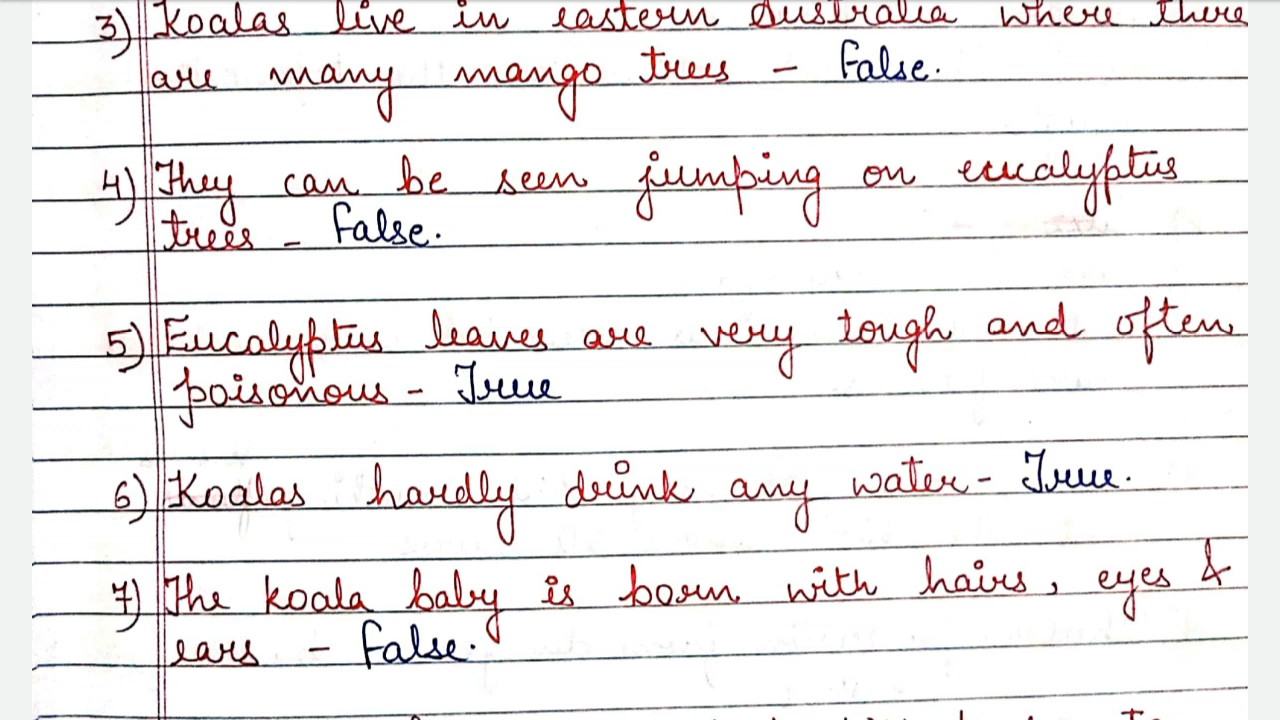 3) Koalas live in eastern Australia where there
are many mango trees - False.
4) They can be seen jumping on eucalyptus
trees - False.
5) Eucalyptus leaves are very tough and often
poisonous - True
6) Koalas hardly drink any water - True.
7) The koala baby is born with hairs, eyes &
ears - False.